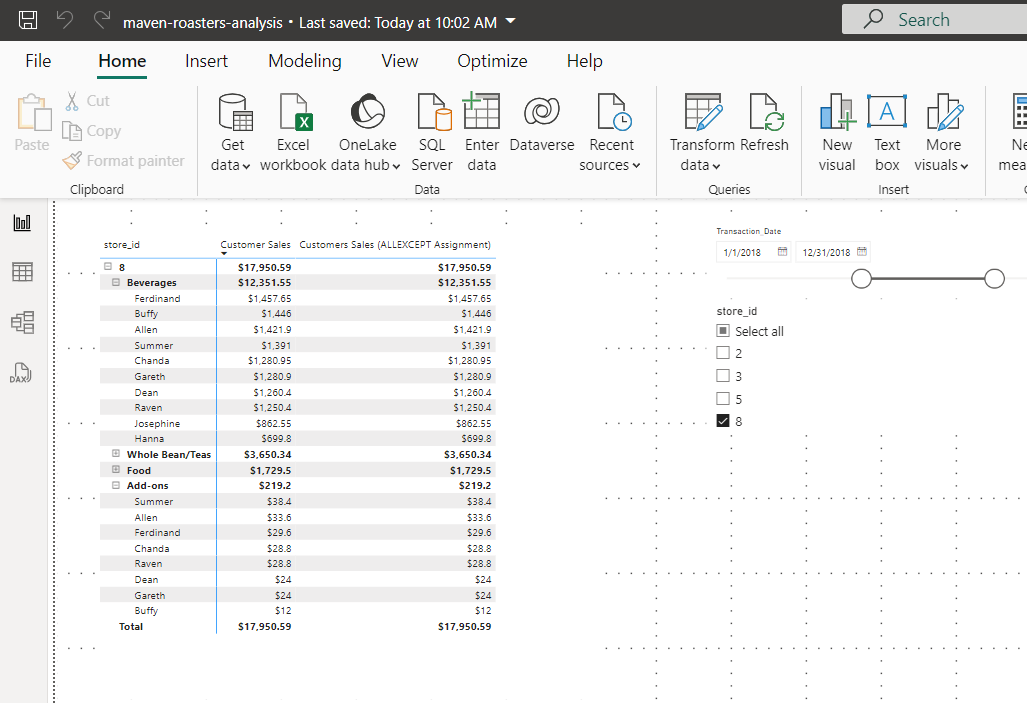 maven-roasters-analysis • Last saved: Today at 10:02 AM
Search
File Home Insert Modeling View Optimize Help
Paste
Cut
Copy
Format painter
Clipboard
Get data
Excel workbook
OneLake data hub
SQL Server
Enter data
Dataverse
Recent sources
Data
Transform data
Refresh
Queries
New visual
Text box
More visuals
Insert
DAX
store_id Customer Sales Customers Sales (ALLEXCEPT Assignment)
8 $17,950.59 $17,950.59
Beverages $12,351.55 $12,351.55
Ferdinand $1,457.65 $1,457.65
Buffy $1,446 $1,446
Allen $1,421.9 $1,421.9
Summer $1,391 $1,391
Chanda $1,280.95 $1,280.95
Gareth $1,280.9 $1,280.9
Dean $1,260.4 $1,260.4
Raven $1,250.4 $1,250.4
Josephine $862.55 $862.55
Hanna $699.8 $699.8
Whole Bean/Teas $3,650.34 $3,650.34
Food $1,729.5 $1,729.5
Add-ons $219.2 $219.2
Summer $38.4 $38.4
Allen $33.6 $33.6
Ferdinand $29.6 $29.6
Chanda $28.8 $28.8
Raven $28.8 $28.8
Dean $24 $24
Gareth $24 $24
Buffy $12 $12
Total $17,950.59 $17,950.59
Transaction_Date
1/1/2018 12/31/2018
store_id
Select all
2
3
5
8